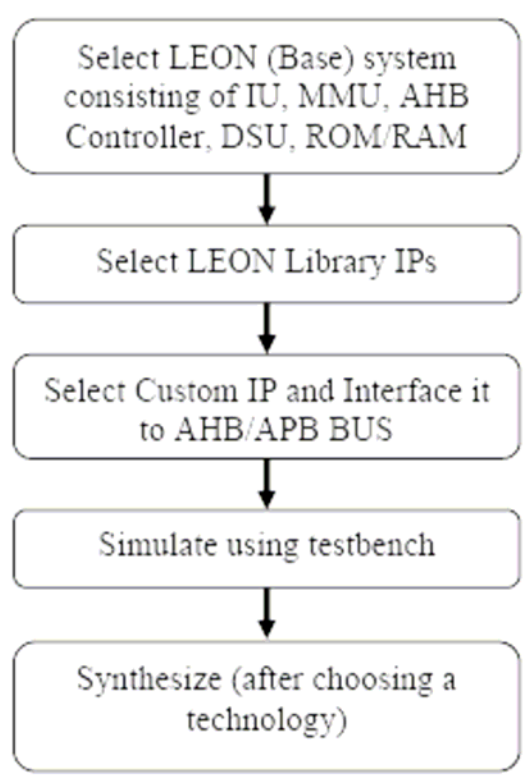 Select LEON (Base) system
consisting of IU, MMU, AHB
Controller, DSU, ROM/RAM
Select LEON Library IPs
Select Custom IP and Interface it
to AHB/APB BUS
Simulate using testbench
Synthesize (after choosing a
technology)